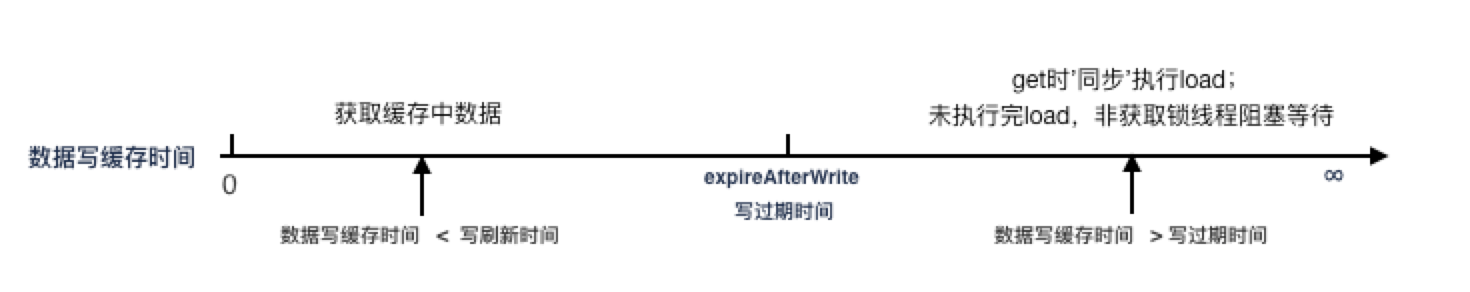 get时’同步’执行load；
获取缓存中数据
未执行完load，非获取锁线程阻塞等待
数据写缓存时间
0
expireAfterWrite
∞
写过期时间
数据写缓存时间 < 写刷新时间
数据写缓存时间 > 写过期时间